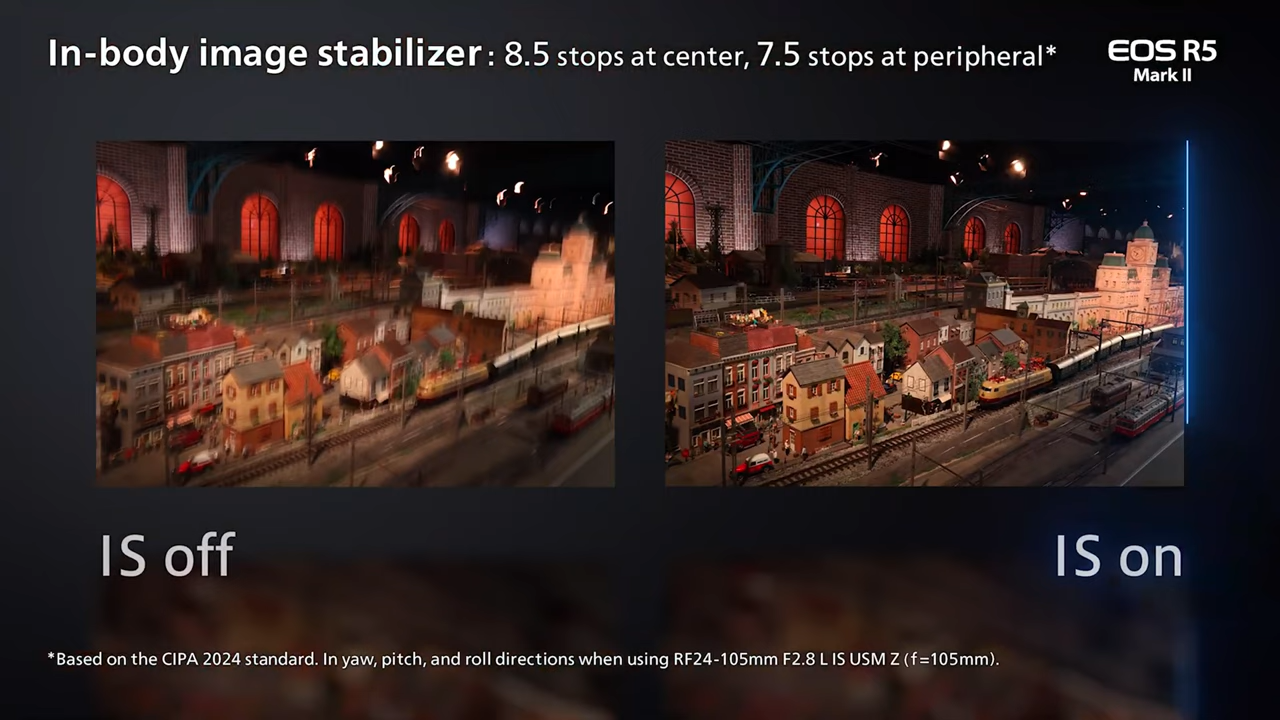 In-body image stabilizer: 8.5 stops at center, 7.5 stops at peripheral*
EOS R5
Mark II
IS off
IS on
*Based on the CIPA 2024 standard. In yaw, pitch, and roll directions when using RF24-105mm F2.8 L IS USM Z (f=105mm).